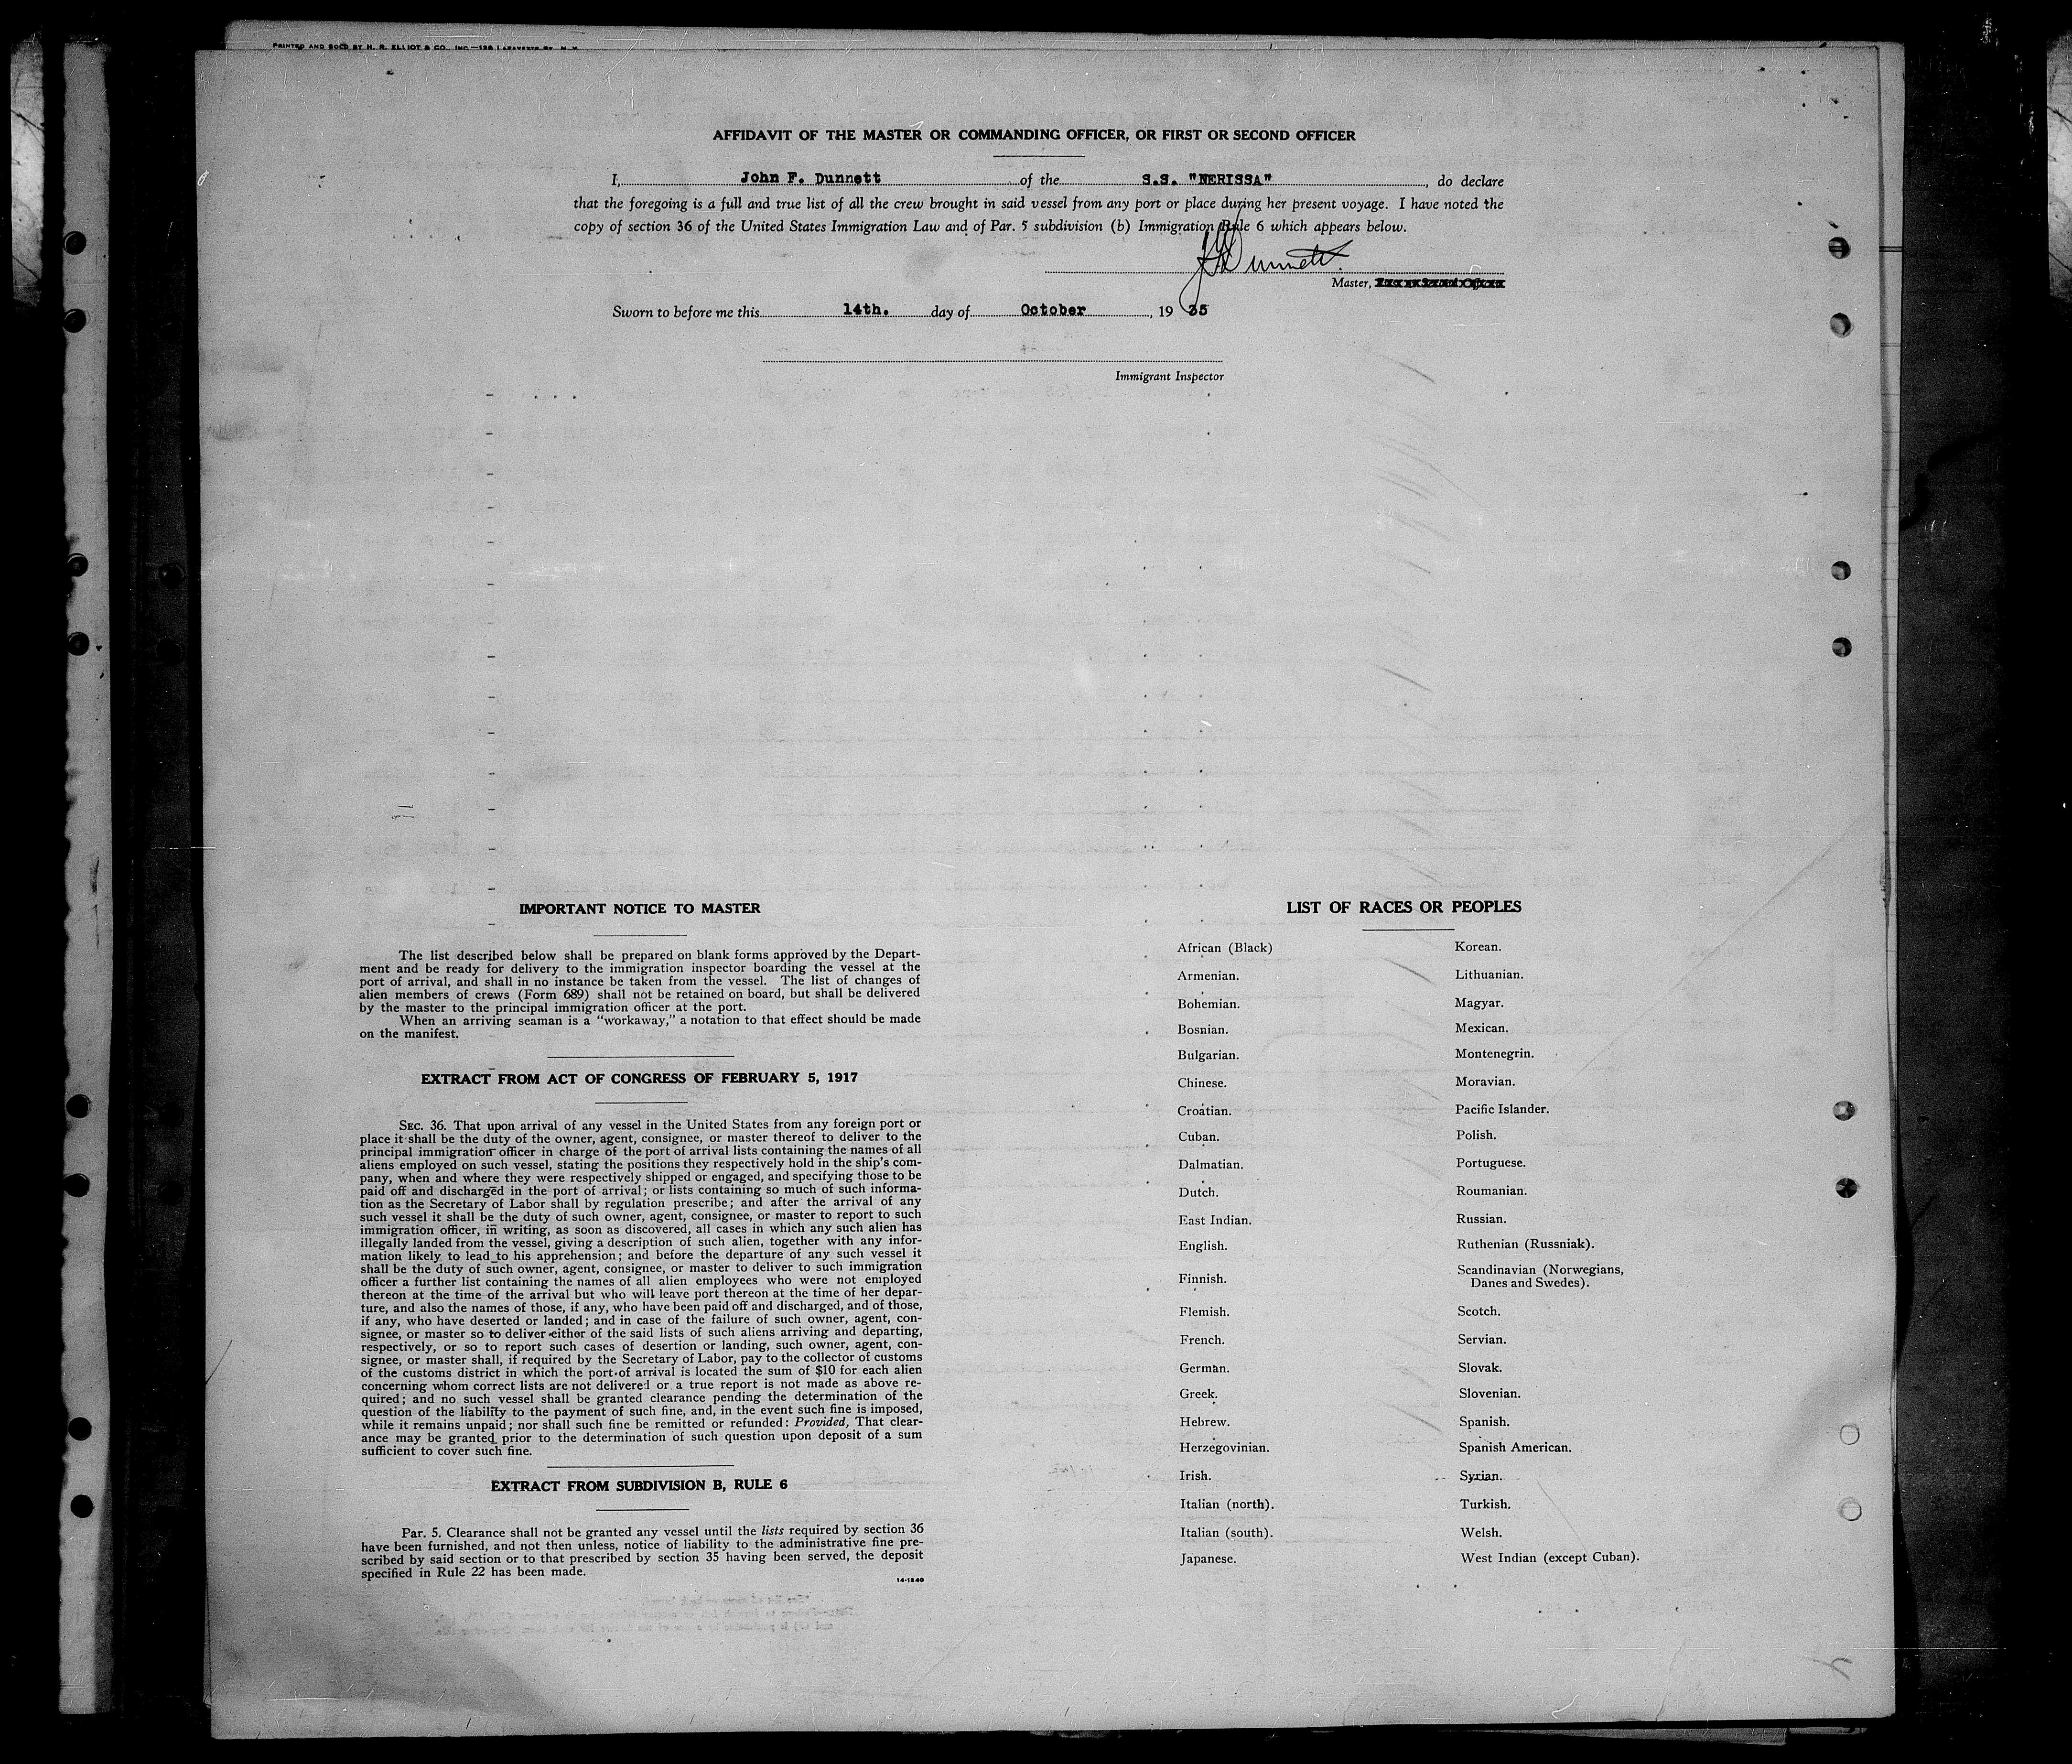 PRINTED AND SOLD BY H. R. ELLIOT & CO., INC.—126 LAFAYETTE ST. N. Y.
AFFIDAVIT OF THE MASTER OR COMMANDING OFFICER, OR FIRST OR SECOND OFFICER
I, John F. Dunnett of the S.S. "NERISSA", do declare
that the foregoing is a full and true list of all the crew brought in said vessel from any port or place during her present voyage. I have noted the
copy of section 36 of the United States Immigration Law and of Par. 5 subdivision (b) Immigration Rule 6 which appears below.
J F Dunnett.
Master,
Sworn to before me this 14th. day of October, 19 35
Immigrant Inspector
IMPORTANT NOTICE TO MASTER
The list described below shall be prepared on blank forms approved by the Depart-
ment and be ready for delivery to the immigration inspector boarding the vessel at the
port of arrival, and shall in no instance be taken from the vessel. The list of changes of
alien members of crews (Form 689) shall not be retained on board, but shall be delivered
by the master to the principal immigration officer at the port.
When an arriving seaman is a "workaway," a notation to that effect should be made
on the manifest.
EXTRACT FROM ACT OF CONGRESS OF FEBRUARY 5, 1917
SEC. 36. That upon arrival of any vessel in the United States from any foreign port or
place it shall be the duty of the owner, agent, consignee, or master thereof to deliver to the
principal immigration officer in charge of the port of arrival lists containing the names of all
aliens employed on such vessel, stating the positions they respectively hold in the ship's com-
pany, when and where they were respectively shipped or engaged, and specifying those to be
paid off and discharged in the port of arrival; or lists containing so much of such informa-
tion as the Secretary of Labor shall by regulation prescribe; and after the arrival of any
such vessel it shall be the duty of such owner, agent, consignee, or master to report to such
immigration officer, in writing, as soon as discovered, all cases in which any such alien has
illegally landed from the vessel, giving a description of such alien, together with any infor-
mation likely to lead to his apprehension; and before the departure of any such vessel it
shall be the duty of such owner, agent, consignee, or master to deliver to such immigration
officer a further list containing the names of all alien employees who were not employed
thereon at the time of the arrival but who will leave port thereon at the time of her depar-
ture, and also the names of those, if any, who have been paid off and discharged, and of those,
if any, who have deserted or landed; and in case of the failure of such owner, agent, con-
signee, or master so to deliver either of the said lists of such aliens arriving and departing,
respectively, or so to report such cases of desertion or landing, such owner, agent, con-
signee, or master shall, if required by the Secretary of Labor, pay to the collector of customs
of the customs district in which the port of arrival is located the sum of $10 for each alien
concerning whom correct lists are not delivered or a true report is not made as above re-
quired; and no such vessel shall be granted clearance pending the determination of the
question of the liability to the payment of such fine, and, in the event such fine is imposed,
while it remains unpaid; nor shall such fine be remitted or refunded: Provided, That clear-
ance may be granted prior to the determination of such question upon deposit of a sum
sufficient to cover such fine.
EXTRACT FROM SUBDIVISION B, RULE 6
Par. 5. Clearance shall not be granted any vessel until the lists required by section 36
have been furnished, and not then unless, notice of liability to the administrative fine pre-
scribed by said section or to that prescribed by section 35 having been served, the deposit
specified in Rule 22 has been made.
14-1240
LIST OF RACES OR PEOPLES
African (Black)
Armenian.
Bohemian.
Bosnian.
Bulgarian.
Chinese.
Croatian.
Cuban.
Dalmatian.
Dutch.
East Indian.
English.
Finnish.
Flemish.
French.
German.
Greek.
Hebrew.
Herzegovinian.
Irish.
Italian (north).
Italian (south).
Japanese.
Korean.
Lithuanian.
Magyar.
Mexican.
Montenegrin.
Moravian.
Pacific Islander.
Polish.
Portuguese.
Roumanian.
Russian.
Ruthenian (Russniak).
Scandinavian (Norwegians,
Danes and Swedes).
Scotch.
Servian.
Slovak.
Slovenian.
Spanish.
Spanish American.
Syrian.
Turkish.
Welsh.
West Indian (except Cuban).